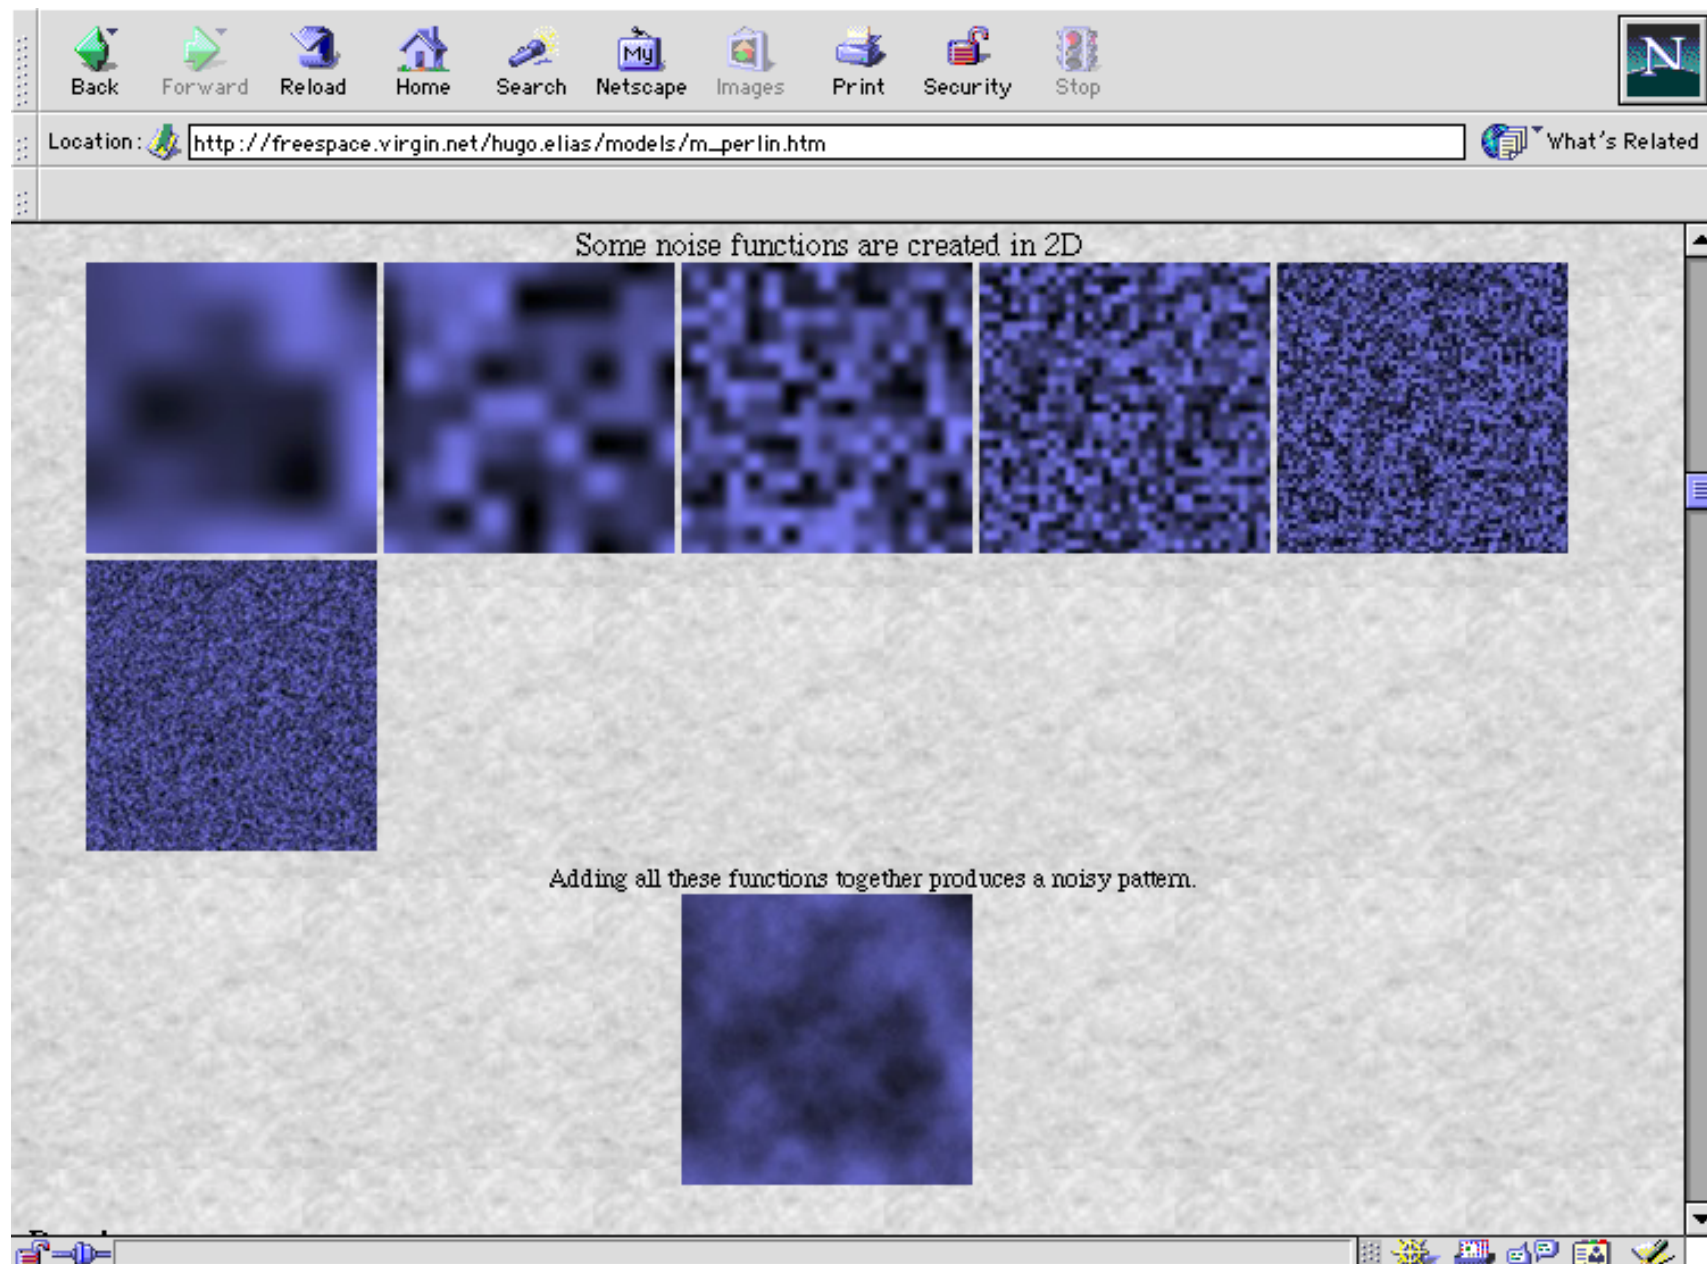 Back Forward Reload Home Search Netscape Images Print Security Stop
My
N
Location: http://freespace.virgin.net/hugo.elias/models/m_perlin.htm What's Related
Some noise functions are created in 2D
Adding all these functions together produces a noisy pattern.